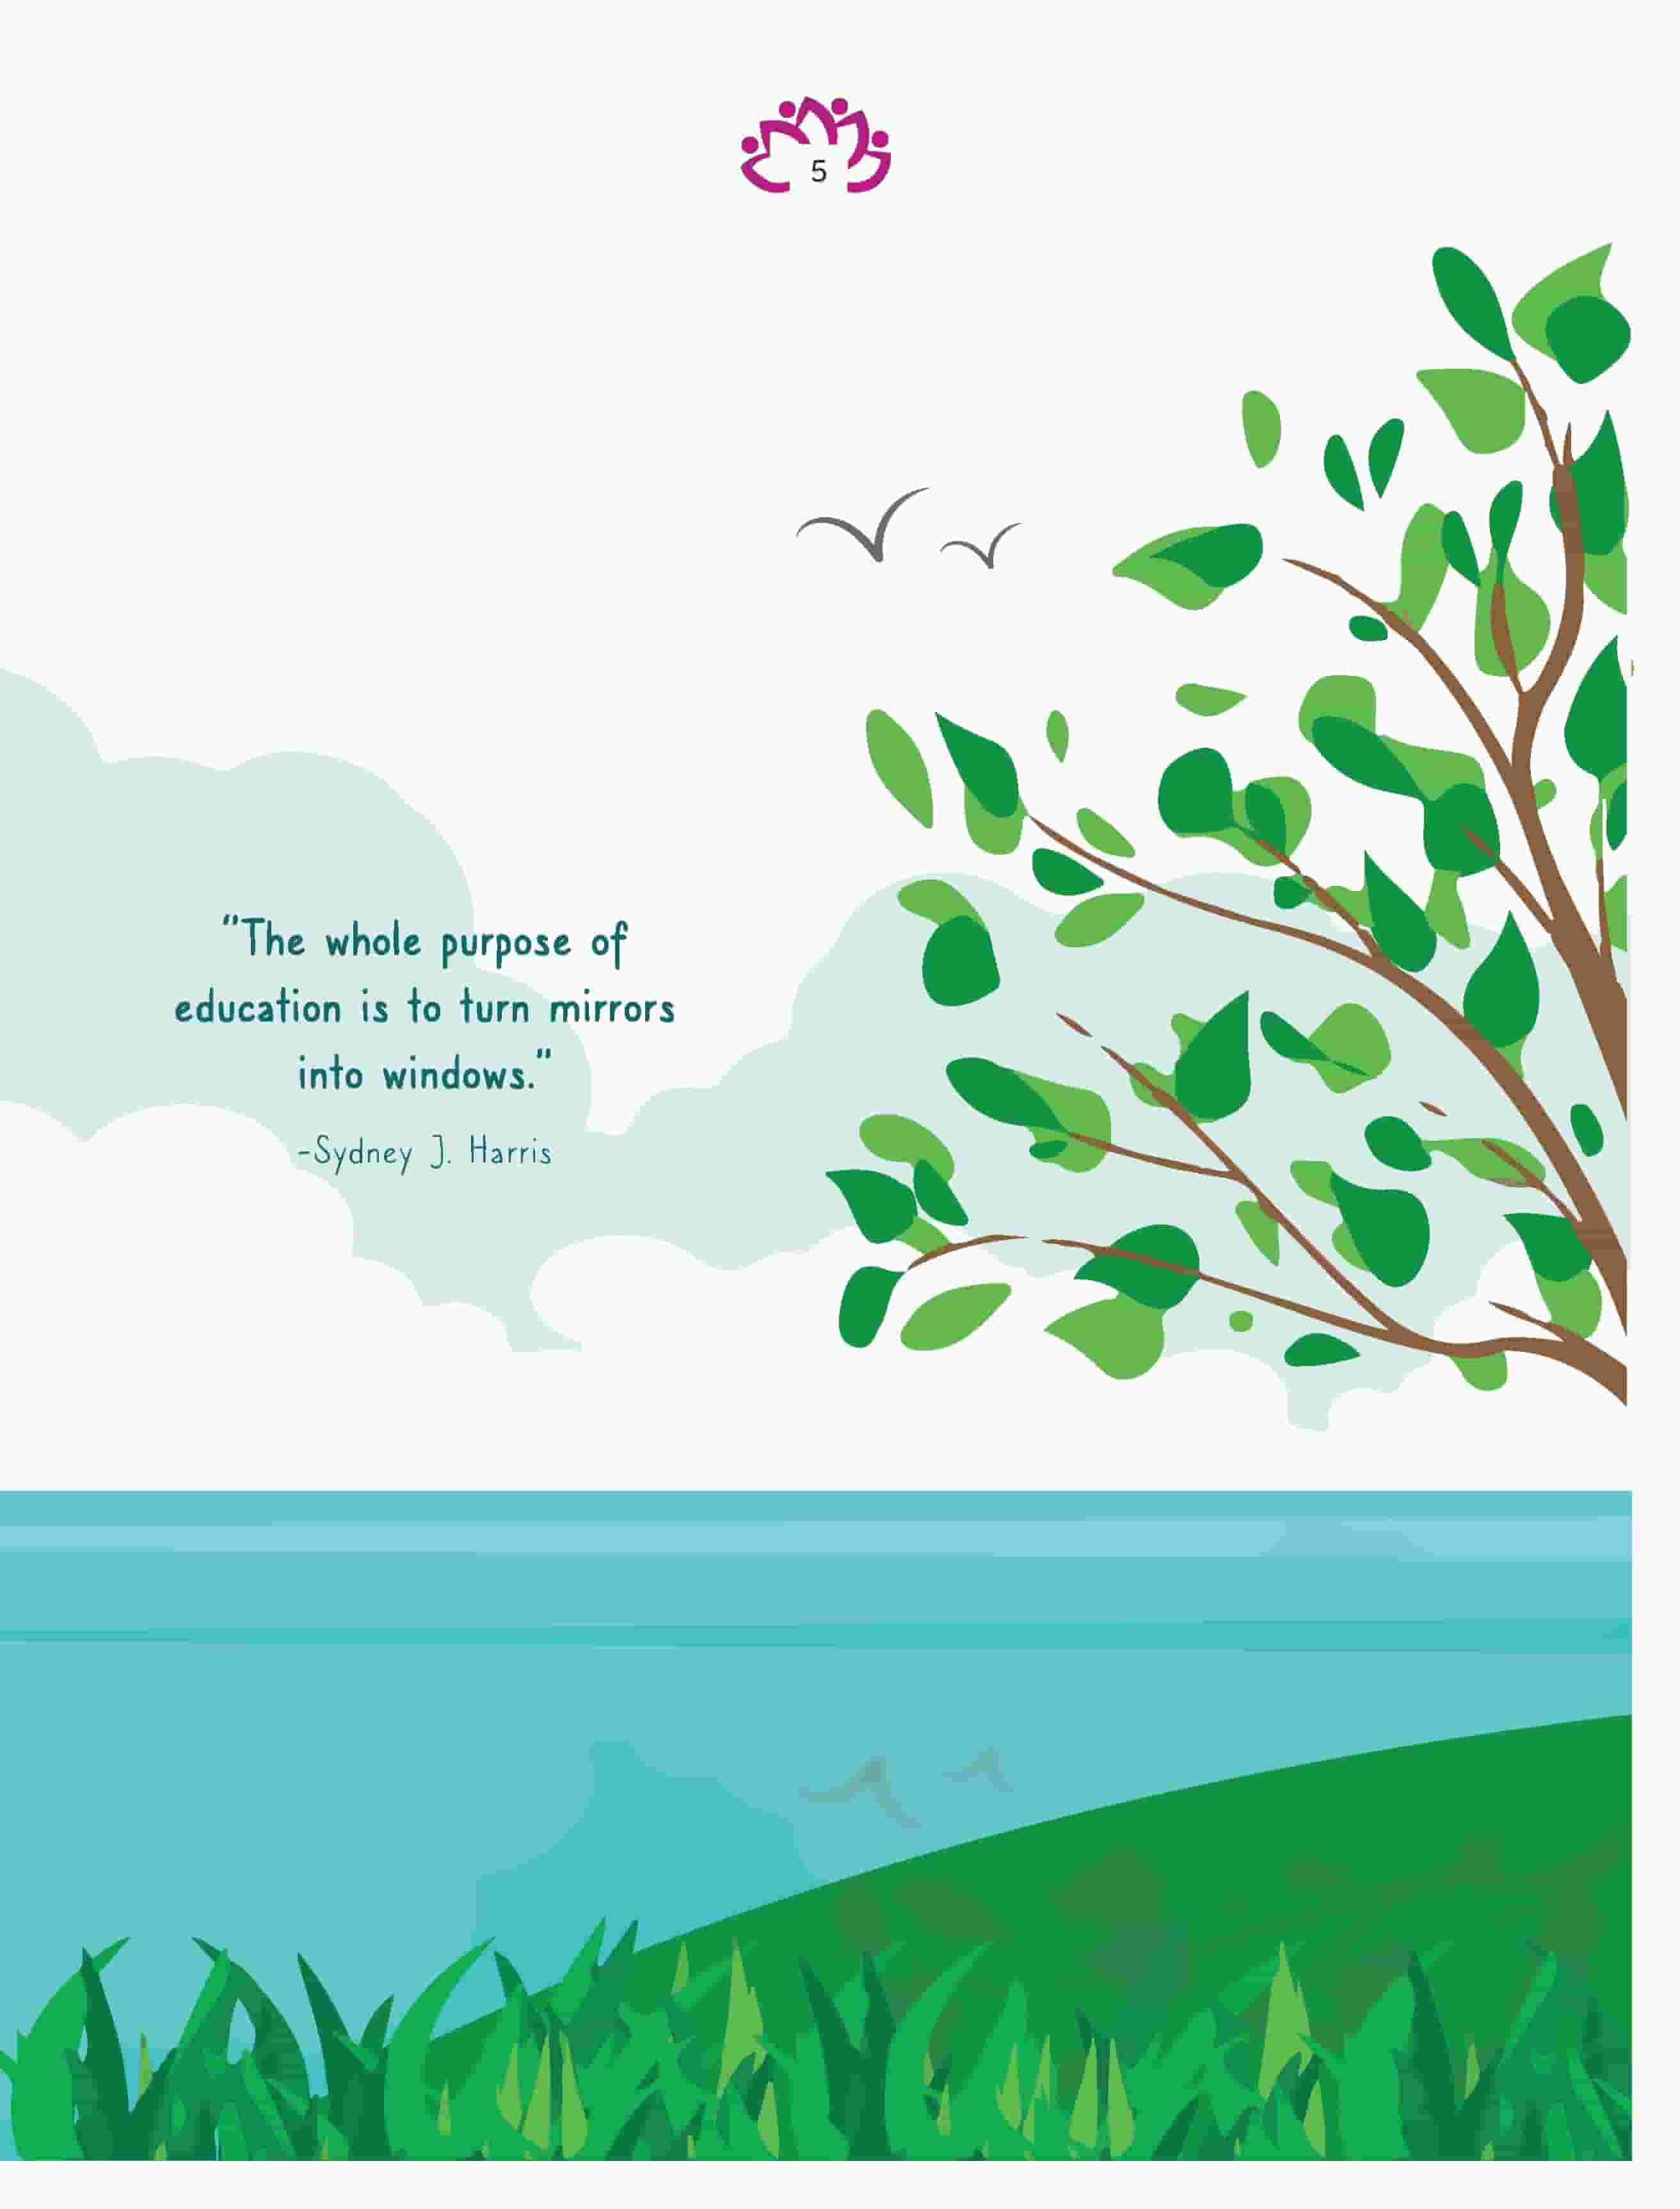 5
"The whole purpose of
education is to turn mirrors
into windows."
-Sydney J. Harris